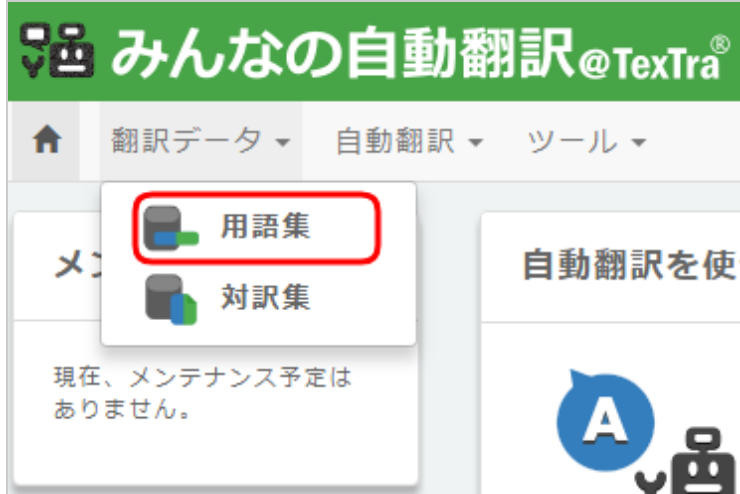 みんなの自動翻訳@TexTra®
翻訳データ 自動翻訳 ツール
用語集
対訳集
メン
自動翻訳を使
現在、メンテナンス予定は
ありません。
A